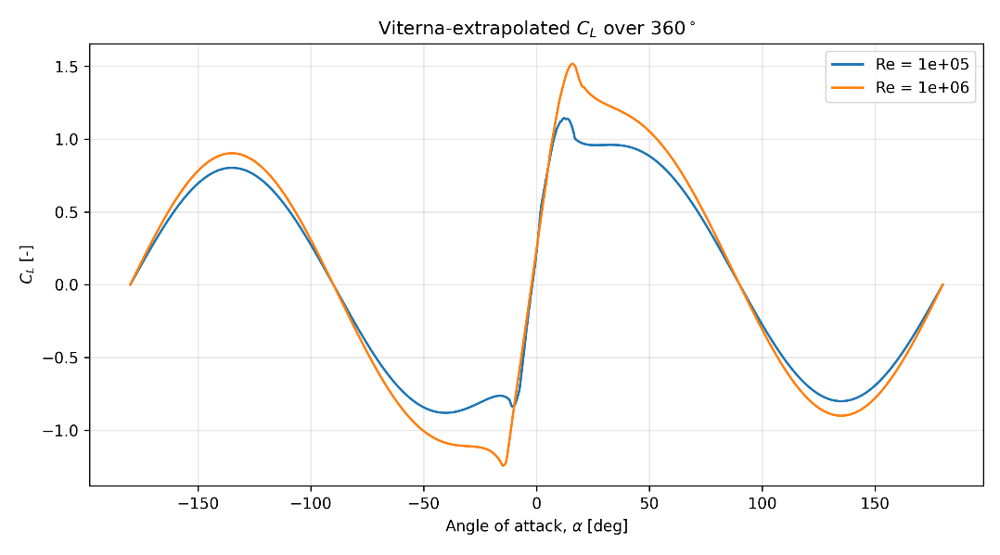 Viterna-extrapolated C_L over 360°
Re = 1e+05
Re = 1e+06
1.5
1.0
0.5
0.0
−0.5
−1.0
C_L [-]
−150 −100 −50 0 50 100 150
Angle of attack, α [deg]